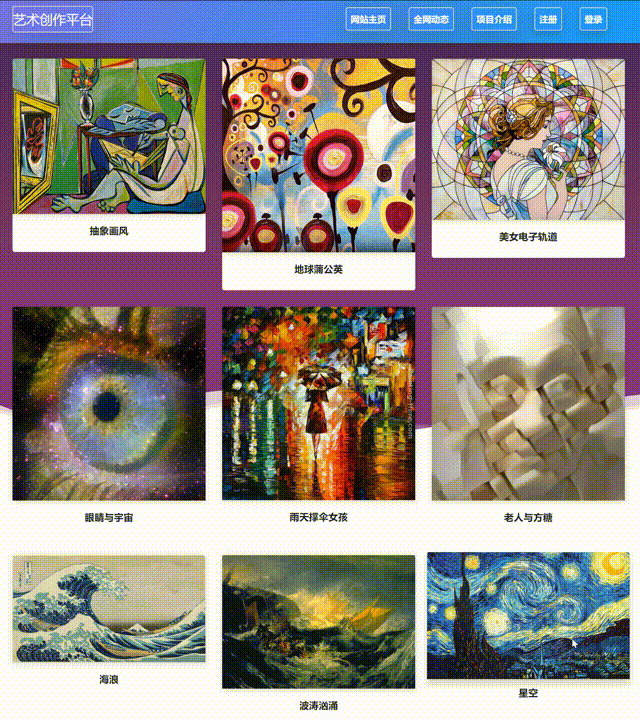 艺术创作平台
网站主页
全网动态
项目介绍
注册
登录
抽象画风
地球蒲公英
美女电子轨道
眼睛与宇宙
雨天撑伞女孩
老人与方糖
海浪
波涛汹涌
星空